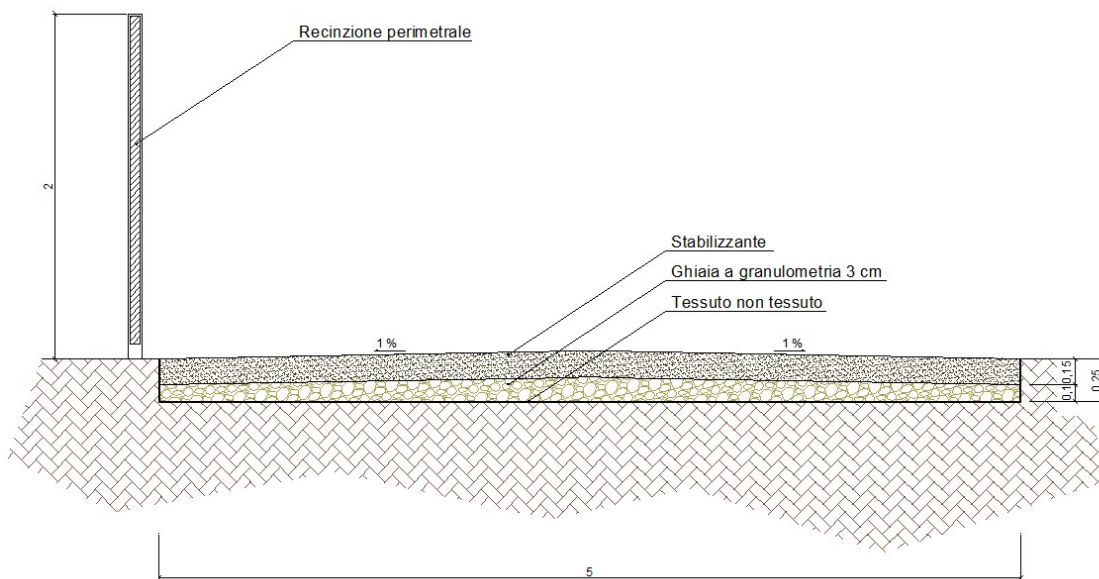 Recinzione perimetrale
2
Stabilizzante
Ghiaia a granulometria 3 cm
Tessuto non tessuto
1 %
1 %
0,15
0,10
0,25
5